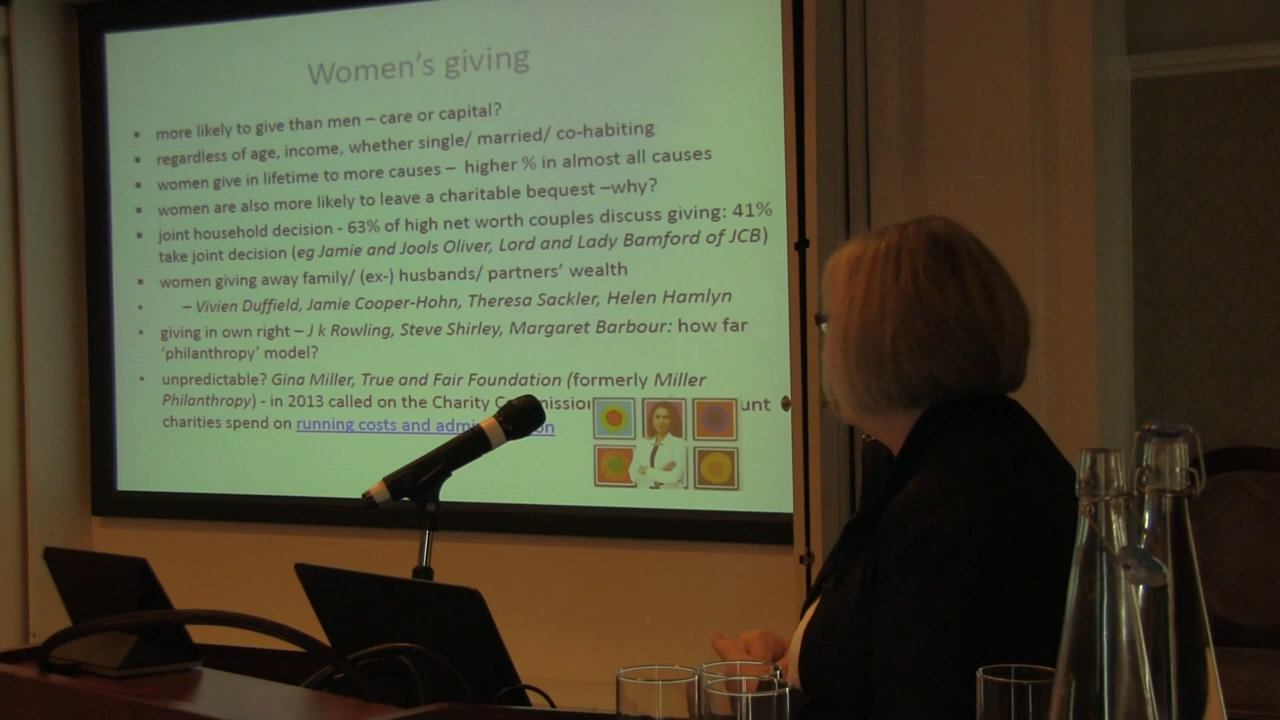 Women's giving
more likely to give than men – care or capital?
regardless of age, income, whether single/ married/ co-habiting
women give in lifetime to more causes – higher % in almost all causes
women are also more likely to leave a charitable bequest –why?
joint household decision - 63% of high net worth couples discuss giving: 41%
take joint decision (eg Jamie and Jools Oliver, Lord and Lady Bamford of JCB)
women giving away family/ (ex-) husbands/ partners' wealth
– Vivien Duffield, Jamie Cooper-Hohn, Theresa Sackler, Helen Hamlyn
giving in own right – J k Rowling, Steve Shirley, Margaret Barbour: how far
'philanthropy' model?
unpredictable? Gina Miller, True and Fair Foundation (formerly Miller
Philanthropy) - in 2013 called on the Charity
charities spend on running costs and